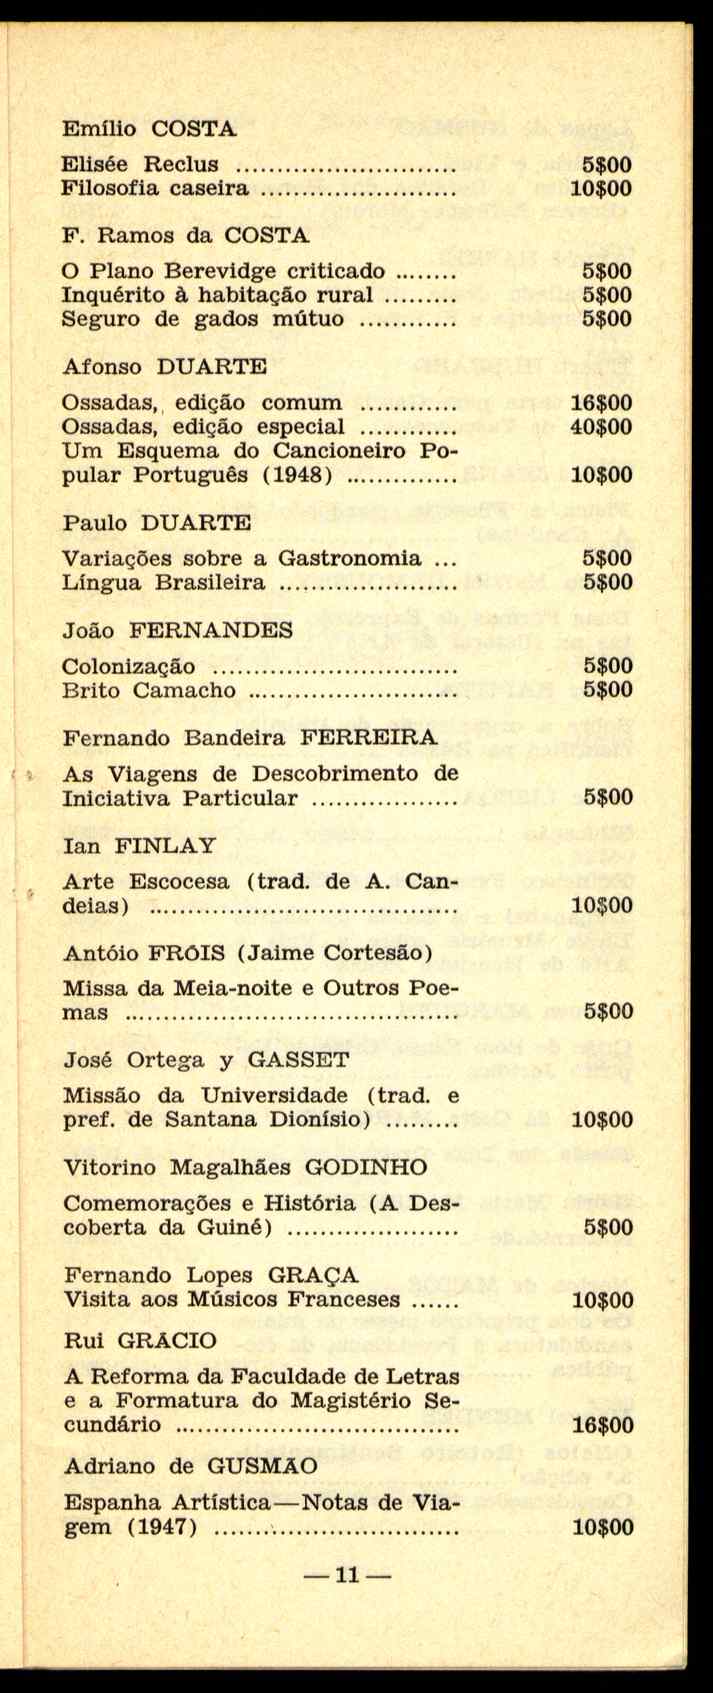 Emílio COSTA
Elisée Reclus ........................... 5$00
Filosofia caseira ........................ 10$00
F. Ramos da COSTA
O Plano Berevidge criticado ........ 5$00
Inquérito à habitação rural ......... 5$00
Seguro de gados mútuo ............ 5$00
Afonso DUARTE
Ossadas, edição comum ............ 16$00
Ossadas, edição especial ............ 40$00
Um Esquema do Cancioneiro Po-
pular Português (1948) .............. 10$00
Paulo DUARTE
Variações sobre a Gastronomia ... 5$00
Língua Brasileira ...................... 5$00
João FERNANDES
Colonização .............................. 5$00
Brito Camacho .......................... 5$00
Fernando Bandeira FERREIRA
As Viagens de Descobrimento de
Iniciativa Particular .................. 5$00
Ian FINLAY
Arte Escocesa (trad. de A. Can-
deias) ...................................... 10$00
Antóio FRÓIS (Jaime Cortesão)
Missa da Meia-noite e Outros Poe-
mas ......................................... 5$00
José Ortega y GASSET
Missão da Universidade (trad. e
pref. de Santana Dionísio) ......... 10$00
Vitorino Magalhães GODINHO
Comemorações e História (A Des-
coberta da Guiné) ..................... 5$00
Fernando Lopes GRAÇA
Visita aos Músicos Franceses ...... 10$00
Rui GRÁCIO
A Reforma da Faculdade de Letras
e a Formatura do Magistério Se-
cundário ................................... 16$00
Adriano de GUSMÃO
Espanha Artística—Notas de Via-
gem (1947) .............................. 10$00
— 11 —